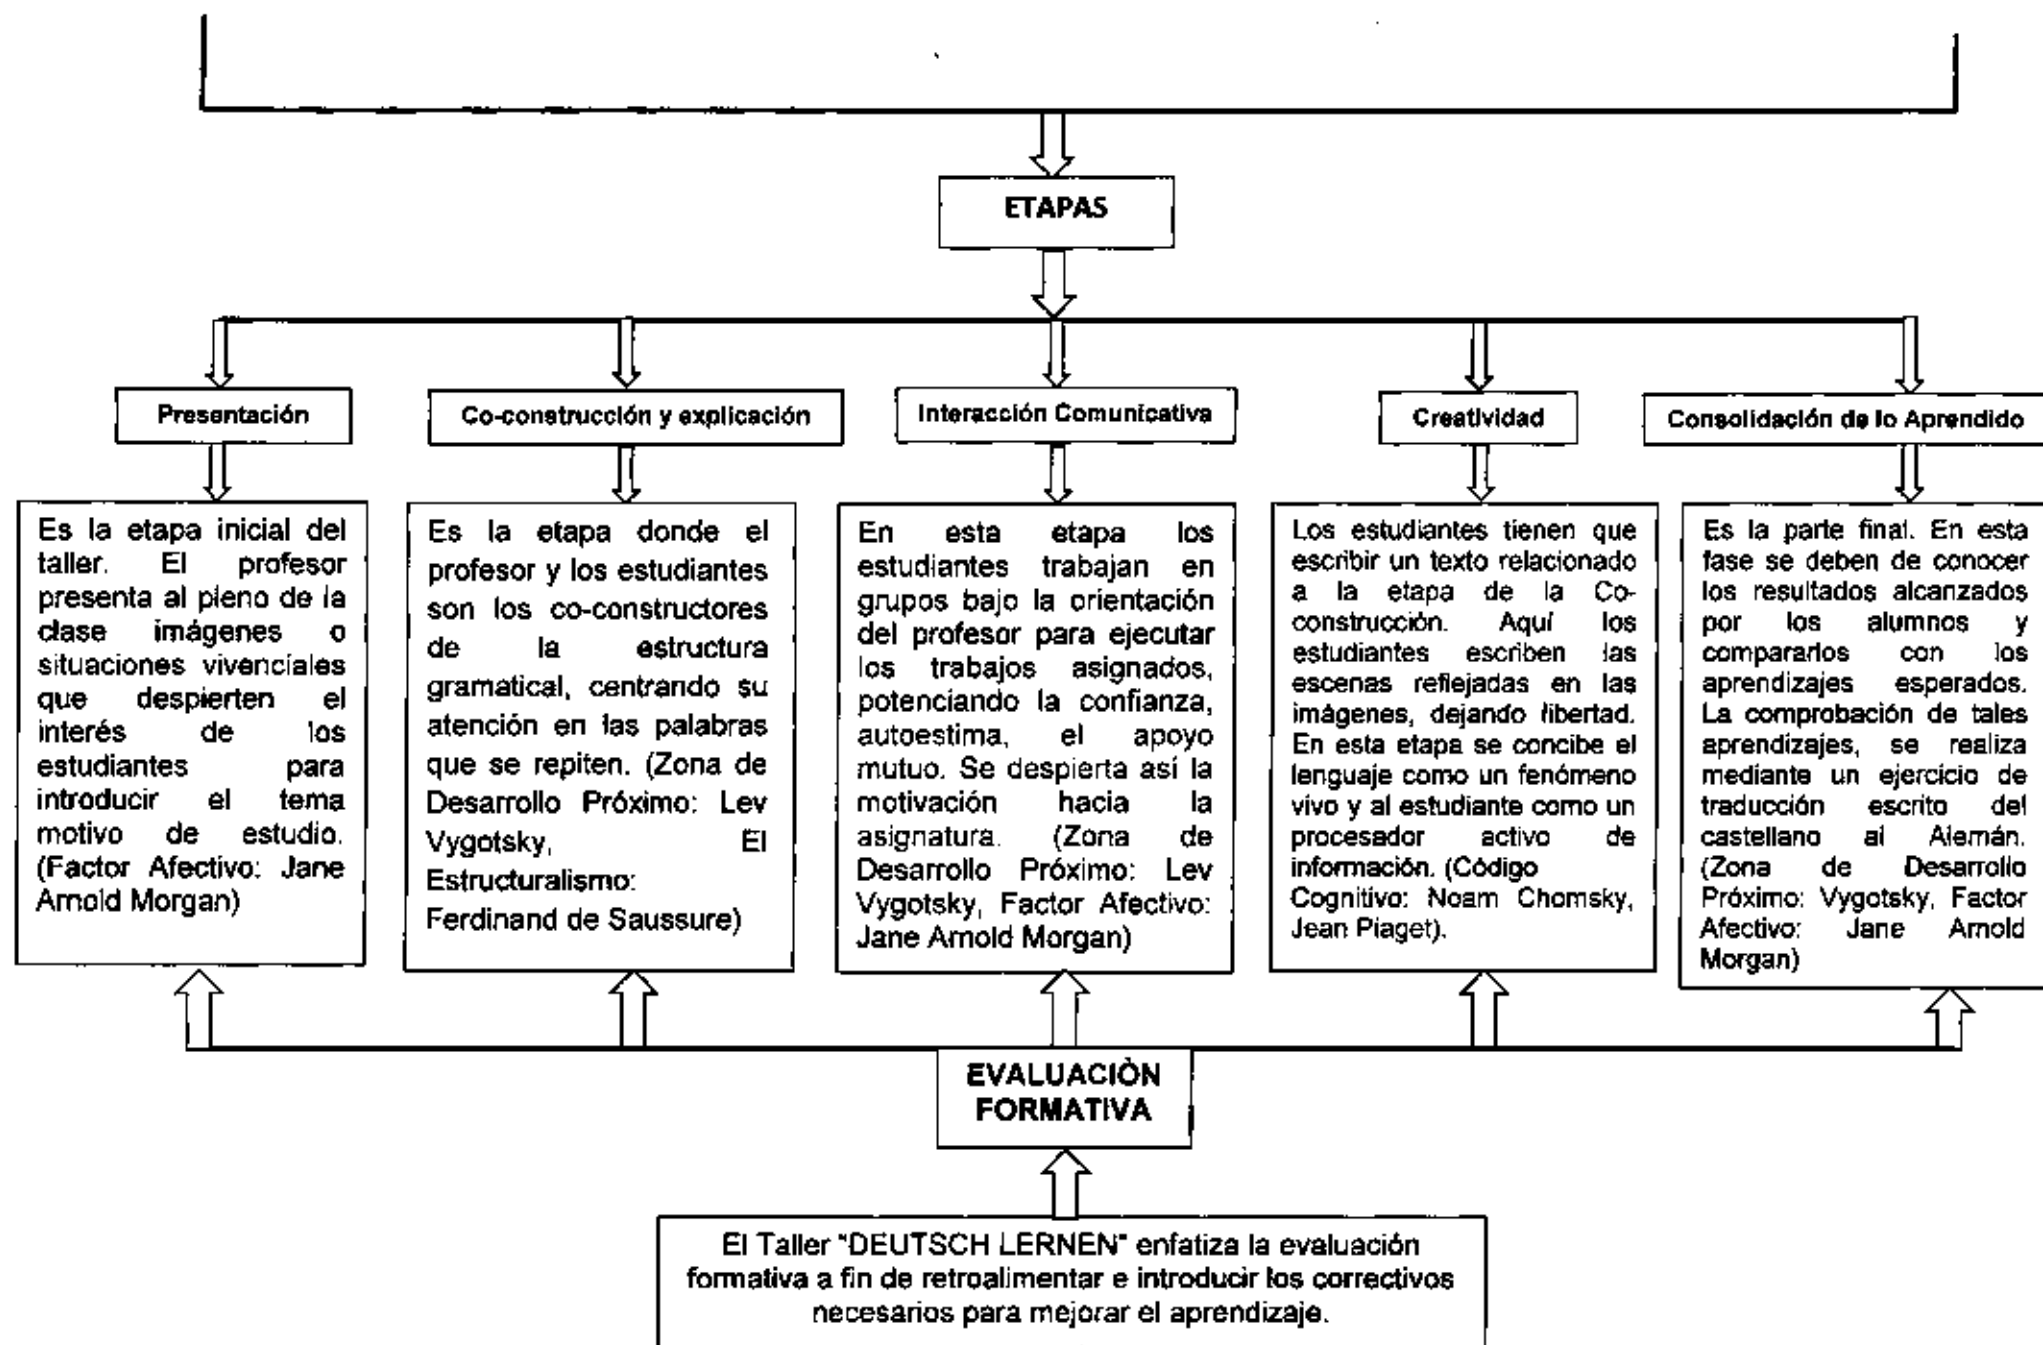 ETAPAS
Presentación
Co-construcción y explicación
Interacción Comunicativa
Creatividad
Consolidación de lo Aprendido
Es la etapa inicial del
taller. El profesor
presenta al pleno de la
clase imágenes o
situaciones vivenciales
que despierten el
interés de los
estudiantes para
introducir el tema
motivo de estudio.
(Factor Afectivo: Jane
Arnold Morgan)
Es la etapa donde el
profesor y los estudiantes
son los co-constructores
de la estructura
gramatical, centrando su
atención en las palabras
que se repiten. (Zona de
Desarrollo Próximo: Lev
Vygotsky, El
Estructuralismo:
Ferdinand de Saussure)
En esta etapa los
estudiantes trabajan en
grupos bajo la orientación
del profesor para ejecutar
los trabajos asignados,
potenciando la confianza,
autoestima, el apoyo
mutuo. Se despierta así la
motivación hacia la
asignatura. (Zona de
Desarrollo Próximo: Lev
Vygotsky, Factor Afectivo:
Jane Arnold Morgan)
Los estudiantes tienen que
escribir un texto relacionado
a la etapa de la Co-
construcción. Aquí los
estudiantes escriben las
escenas reflejadas en las
imágenes, dejando libertad.
En esta etapa se concibe el
lenguaje como un fenómeno
vivo y al estudiante como un
procesador activo de
información. (Código
Cognitivo: Noam Chomsky,
Jean Piaget).
Es la parte final. En esta
fase se deben de conocer
los resultados alcanzados
por los alumnos y
compararlos con los
aprendizajes esperados.
La comprobación de tales
aprendizajes, se realiza
mediante un ejercicio de
traducción escrito del
castellano al Alemán.
(Zona de Desarrollo
Próximo: Vygotsky, Factor
Afectivo: Jane Arnold
Morgan)
EVALUACIÒN
FORMATIVA
El Taller "DEUTSCH LERNEN" enfatiza la evaluación
formativa a fin de retroalimentar e introducir los correctivos
necesarios para mejorar el aprendizaje.